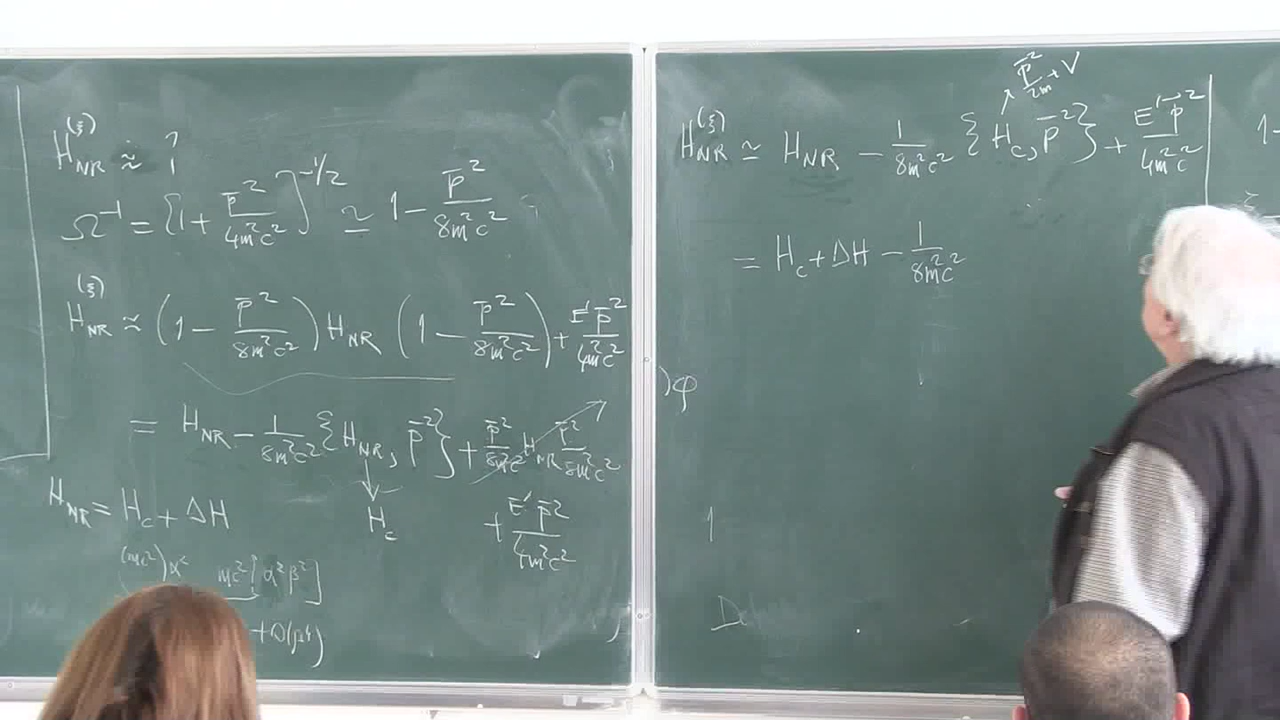 H_NR^(ξ) ≈ ?
Ω^-1 = [1 + p̄²/4m²c²]^-1/2 ≃ 1 - p̄²/8m²c²
H_NR^(ξ) ≈ (1 - p̄²/8m²c²) H_NR (1 - p̄²/8m²c²) + E'p̄²/4m²c²
= H_NR - 1/8m²c² {H_NR, p̄²} + p̄²/8m²c² H_NR p̄²/8m²c²
H_NR = H_c + ΔH
H_c
+ E'p̄²/4m²c²
(mc²)α² mc²[α²β²]
+O(β⁴)
p̄²/2m + V
H_NR^(ξ) ≃ H_NR - 1/8m²c² {H_c, p̄²} + E'p̄²/4m²c²
= H_c + ΔH - 1/8m²c²
)φ
1-